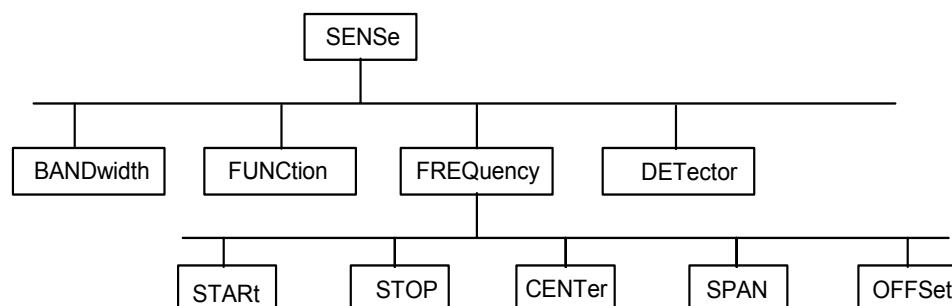 SENSe
BANDwidth FUNCtion FREQuency DETector
STARt STOP CENTer SPAN OFFSet